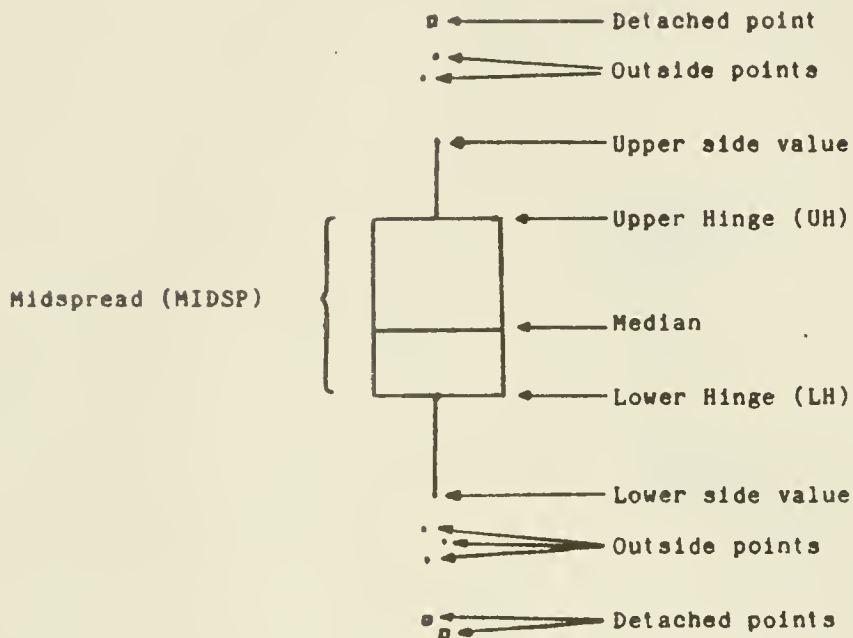 Detached point
Outside points
Upper side value
Upper Hinge (UH)
Midspread (MIDSP)
Median
Lower Hinge (LH)
Lower side value
Outside points
Detached points